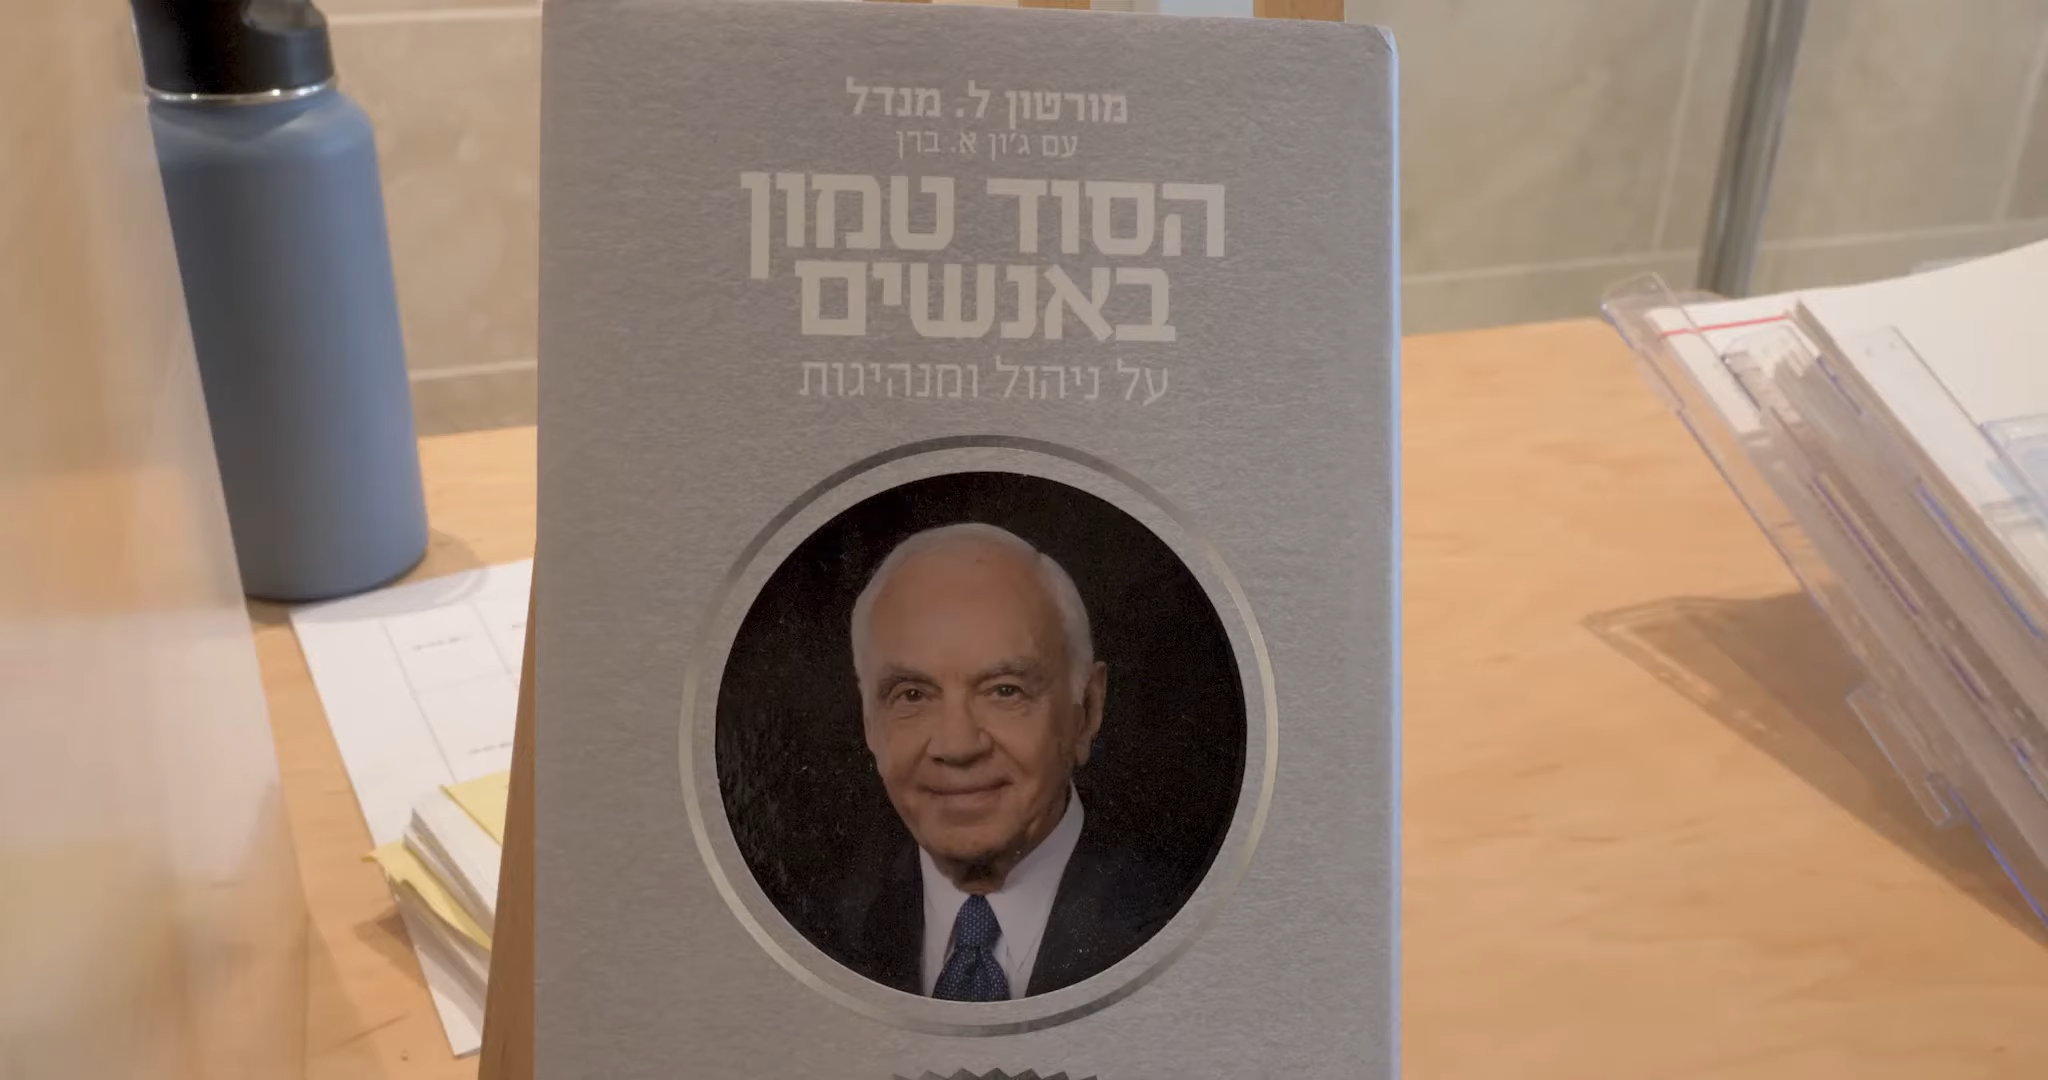 מורטון ל. מנדל
עם ג'ון א. ברן
הסוד טמון
באנשים
על ניהול ומנהיגות